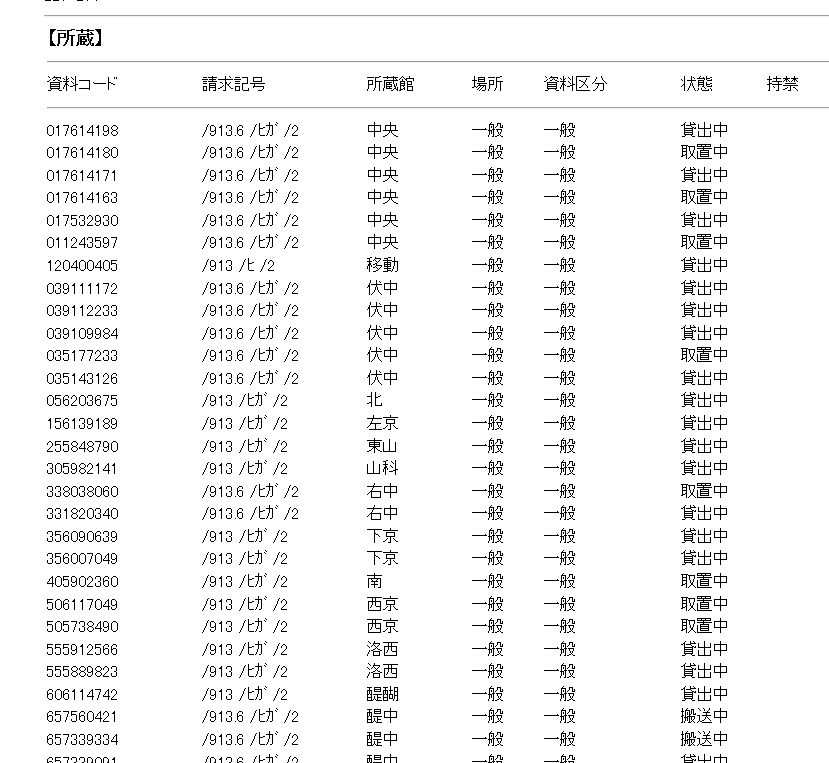 【所蔵】
資料コード 請求記号 所蔵館 場所 資料区分 状態 持禁
017614198 /913.6 /ﾋｶﾞ /2 中央 一般 一般 貸出中
017614180 /913.6 /ﾋｶﾞ /2 中央 一般 一般 取置中
017614171 /913.6 /ﾋｶﾞ /2 中央 一般 一般 貸出中
017614163 /913.6 /ﾋｶﾞ /2 中央 一般 一般 取置中
017532930 /913.6 /ﾋｶﾞ /2 中央 一般 一般 貸出中
011243597 /913.6 /ﾋｶﾞ /2 中央 一般 一般 取置中
120400405 /913 /ﾋ /2 移動 一般 一般 貸出中
039111172 /913.6 /ﾋｶﾞ /2 伏中 一般 一般 貸出中
039112233 /913.6 /ﾋｶﾞ /2 伏中 一般 一般 貸出中
039109984 /913.6 /ﾋｶﾞ /2 伏中 一般 一般 貸出中
035177233 /913.6 /ﾋｶﾞ /2 伏中 一般 一般 取置中
035143126 /913.6 /ﾋｶﾞ /2 伏中 一般 一般 貸出中
056203675 /913 /ﾋｶﾞ /2 北 一般 一般 貸出中
156139189 /913 /ﾋｶﾞ /2 左京 一般 一般 貸出中
255848790 /913 /ﾋｶﾞ /2 東山 一般 一般 貸出中
305982141 /913 /ﾋｶﾞ /2 山科 一般 一般 貸出中
338038060 /913.6 /ﾋｶﾞ /2 右中 一般 一般 取置中
331820340 /913.6 /ﾋｶﾞ /2 右中 一般 一般 貸出中
356090639 /913 /ﾋｶﾞ /2 下京 一般 一般 貸出中
356007049 /913 /ﾋｶﾞ /2 下京 一般 一般 貸出中
405902360 /913 /ﾋｶﾞ /2 南 一般 一般 取置中
506117049 /913 /ﾋｶﾞ /2 西京 一般 一般 取置中
505738490 /913 /ﾋｶﾞ /2 西京 一般 一般 取置中
555912566 /913 /ﾋｶﾞ /2 洛西 一般 一般 貸出中
555889823 /913 /ﾋｶﾞ /2 洛西 一般 一般 貸出中
606114742 /913 /ﾋｶﾞ /2 醍醐 一般 一般 貸出中
657560421 /913.6 /ﾋｶﾞ /2 醍中 一般 一般 搬送中
657339334 /913.6 /ﾋｶﾞ /2 醍中 一般 一般 搬送中
657339091 /913.6 /ﾋｶﾞ /2 醍中 一般 一般 貸出中